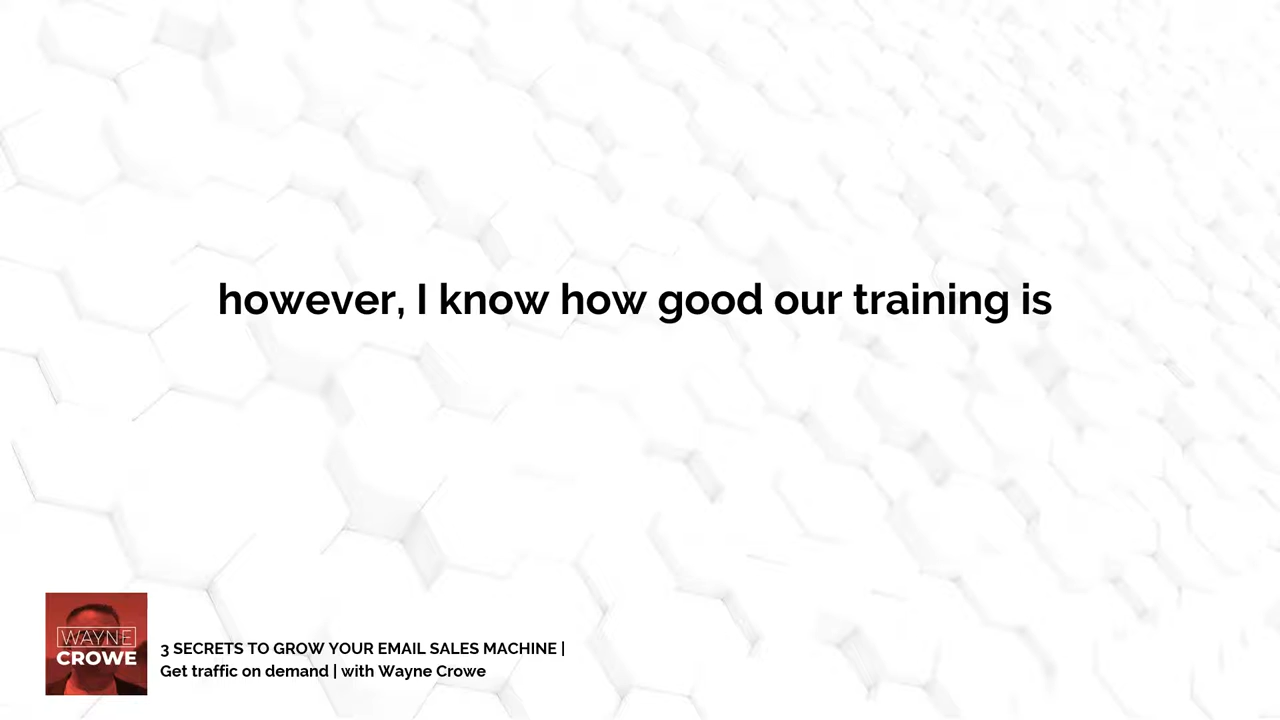 however, I know how good our training is
WAYNE
CROWE
3 SECRETS TO GROW YOUR EMAIL SALES MACHINE |
Get traffic on demand | with Wayne Crowe